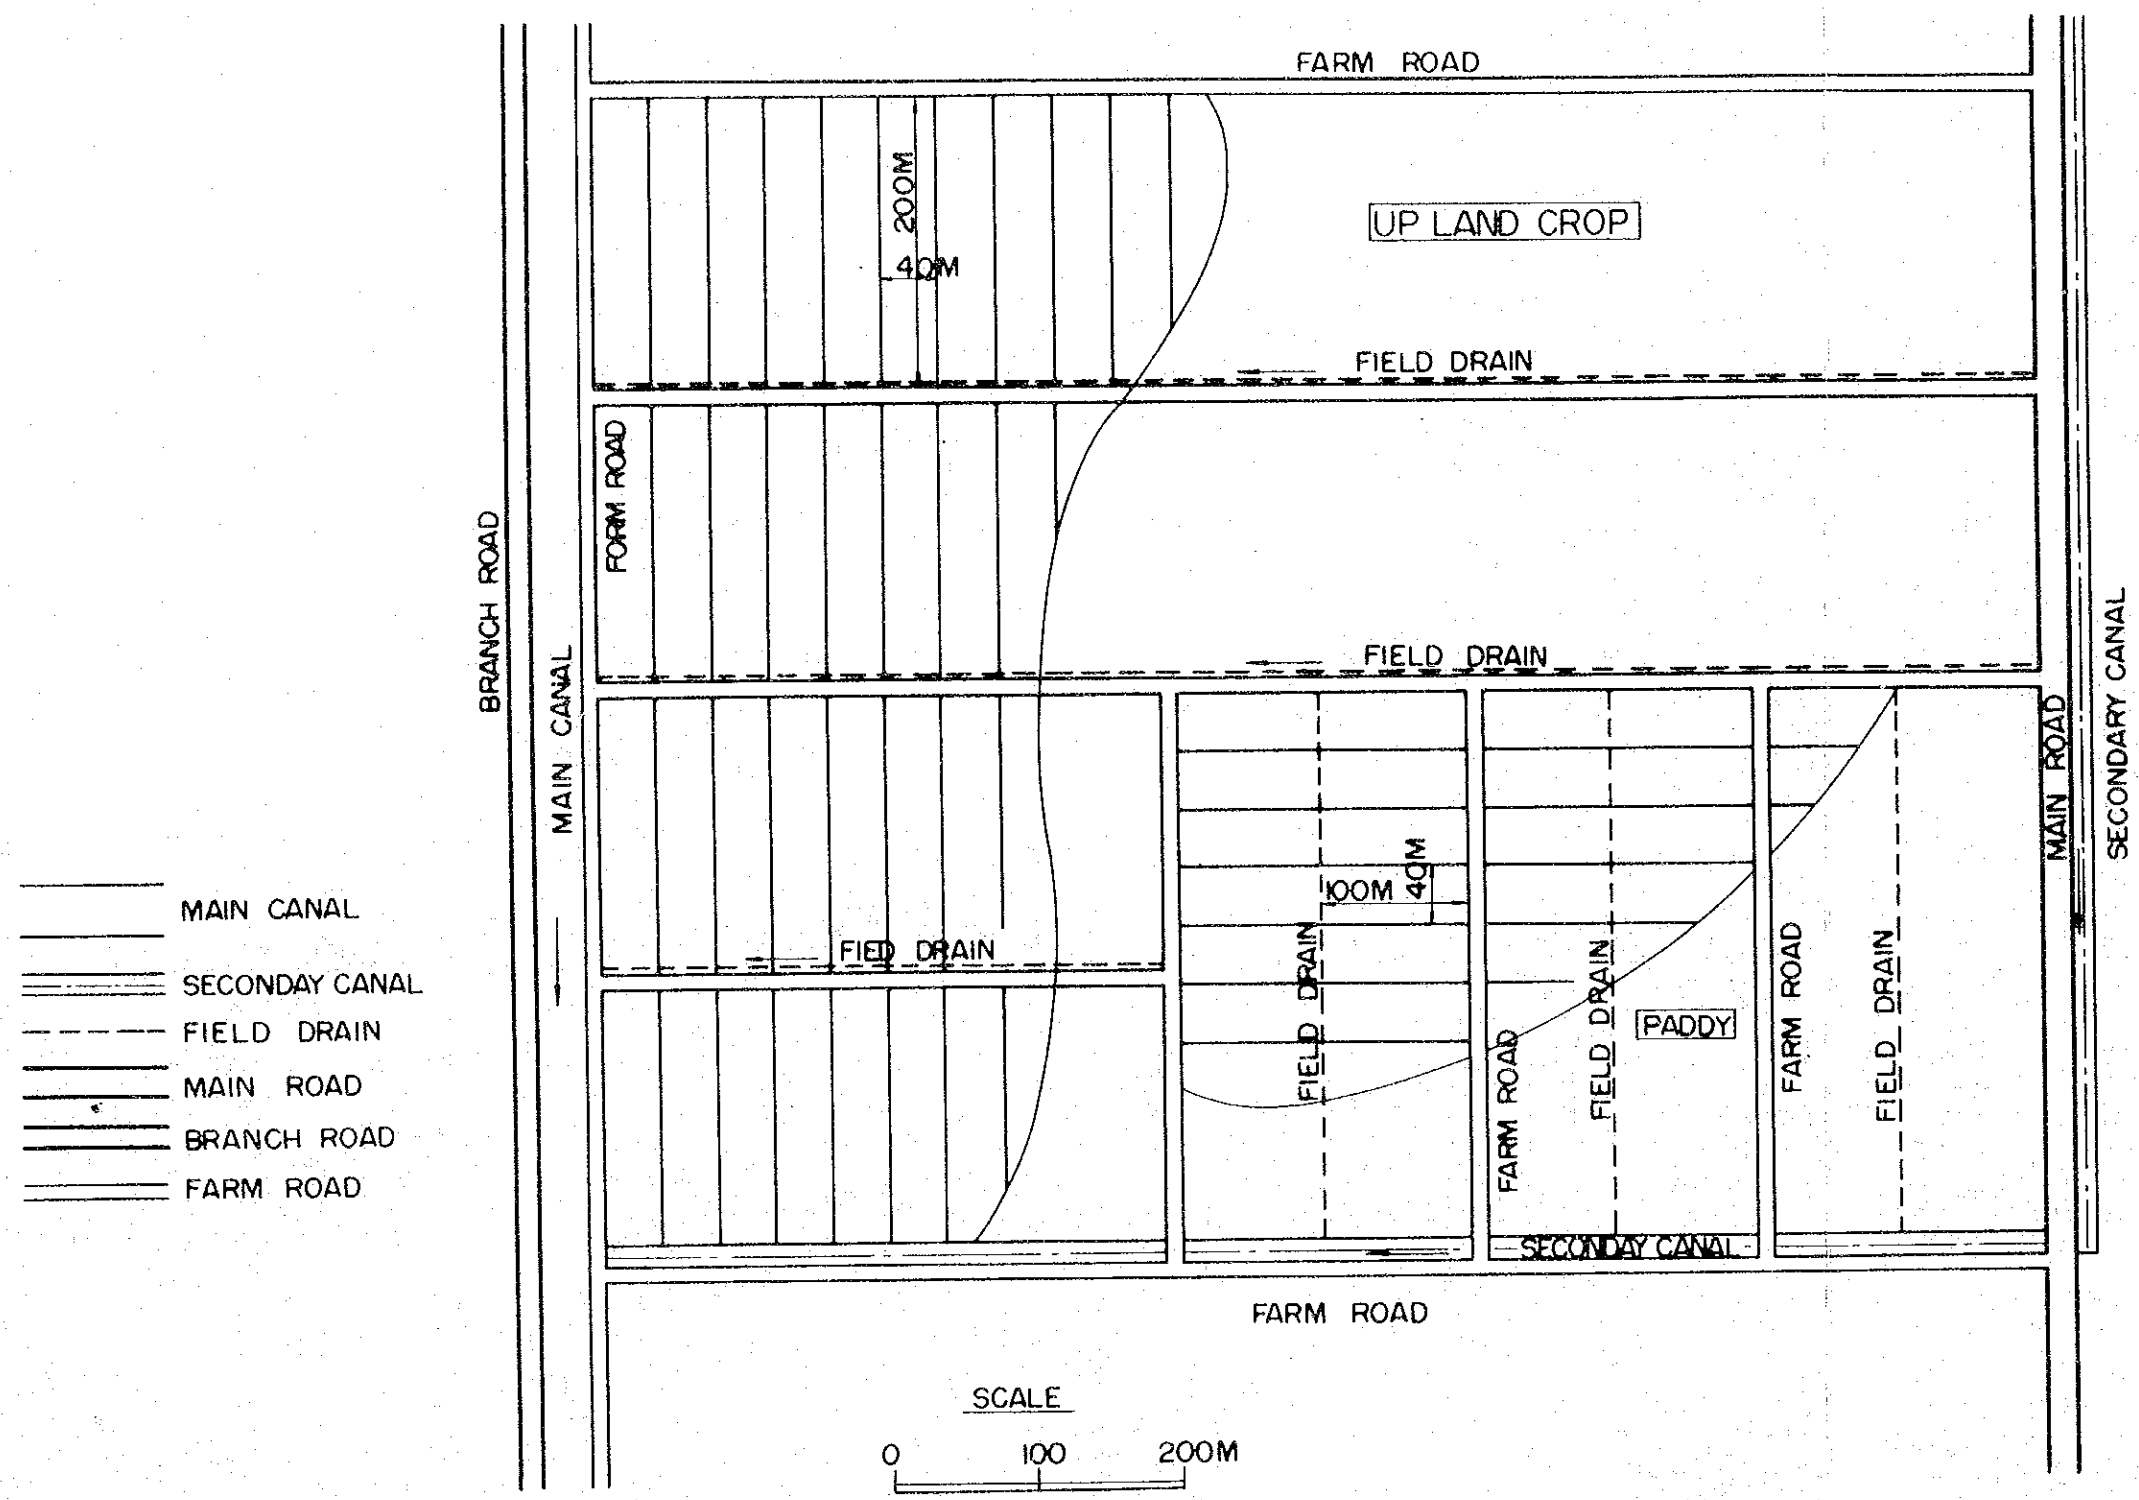 FARM ROAD
200M
UP LAND CROP
40M
FIELD DRAIN
FORM ROAD
BRANCH ROAD
FIELD DRAIN
MAIN CANAL
MAIN ROAD
SECONDARY CANAL
40M
100M
FIED DRAIN
FIELD DRAIN
FARM ROAD
FIELD DRAIN
PADDY
FARM ROAD
FIELD DRAIN
SECONDAY CANAL
FARM ROAD
MAIN CANAL
SECONDAY CANAL
FIELD DRAIN
MAIN ROAD
BRANCH ROAD
FARM ROAD
SCALE
0 100 200M